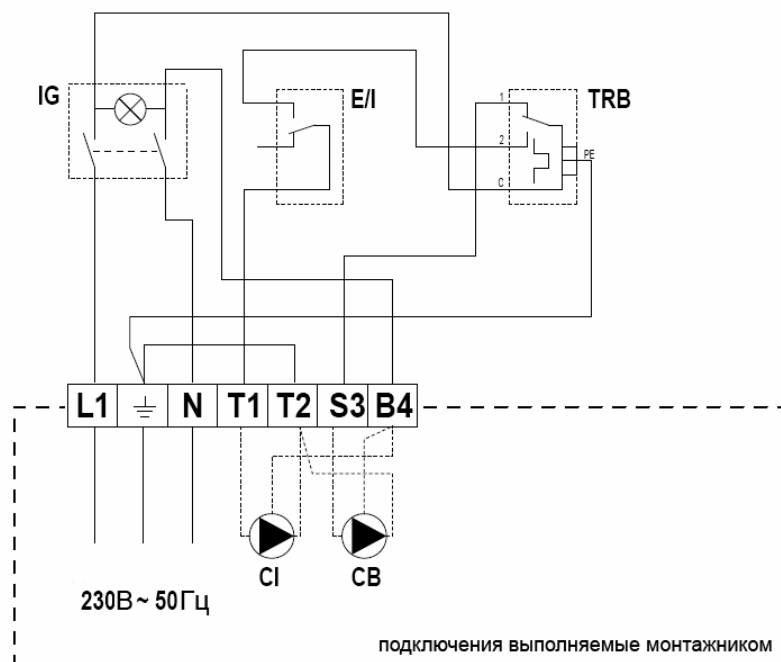 IG
E/I
TRB
1
2
C
PE
L1 ⏚ N T1 T2 S3 B4
CI
CB
230В ~ 50Гц
подключения выполняемые монтажником